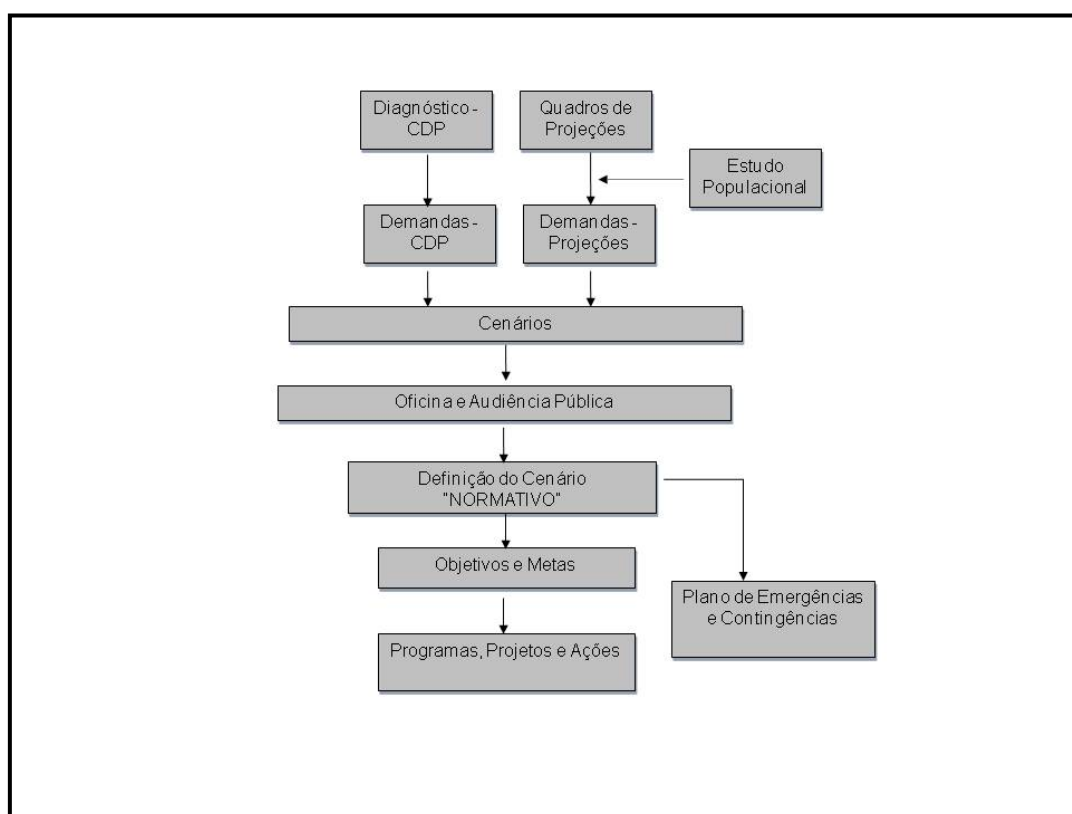 Diagnóstico -
CDP
Quadros de
Projeções
Estudo
Populacional
Demandas -
CDP
Demandas -
Projeções
Cenários
Oficina e Audiência Pública
Definição do Cenário
"NORMATIVO"
Objetivos e Metas
Plano de Emergências
e Contingências
Programas, Projetos e Ações